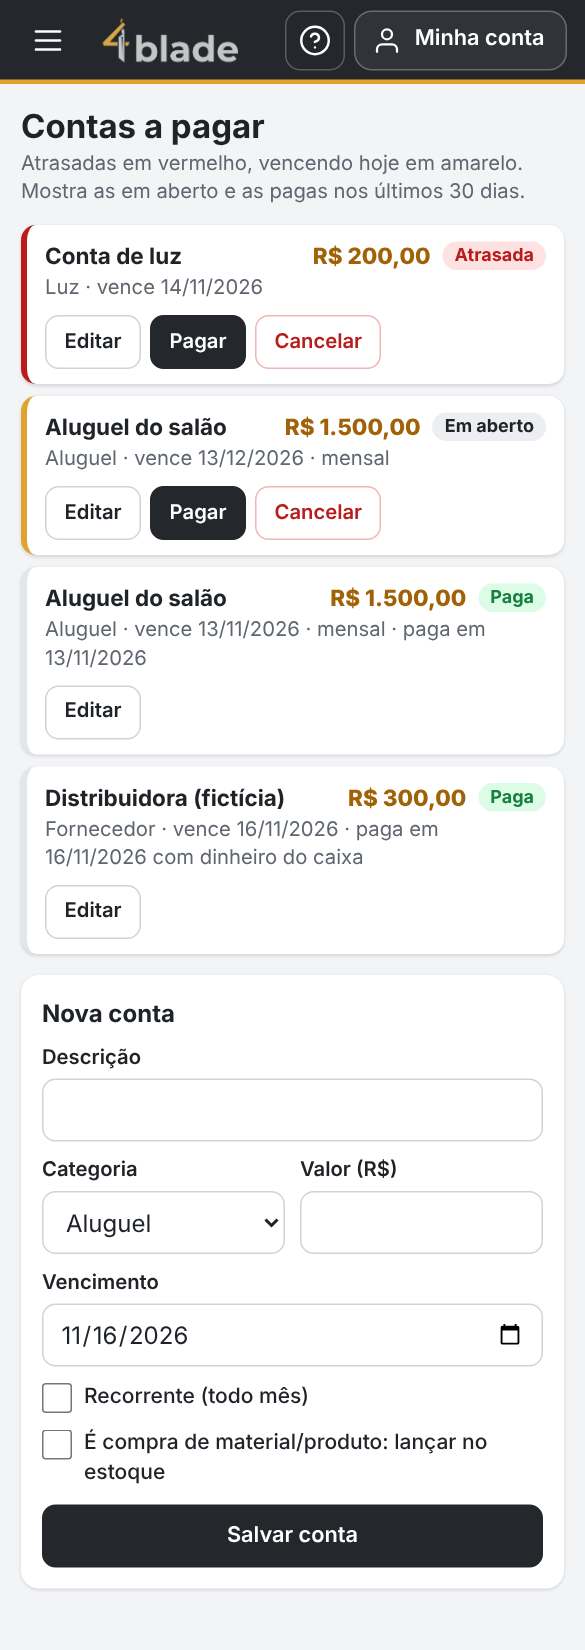 4blade
Minha conta
Contas a pagar
Atrasadas em vermelho, vencendo hoje em amarelo.
Mostra as em aberto e as pagas nos últimos 30 dias.
Conta de luz R$ 200,00 Atrasada
Luz · vence 14/11/2026
Editar Pagar Cancelar
Aluguel do salão R$ 1.500,00 Em aberto
Aluguel · vence 13/12/2026 · mensal
Editar Pagar Cancelar
Aluguel do salão R$ 1.500,00 Paga
Aluguel · vence 13/11/2026 · mensal · paga em
13/11/2026
Editar
Distribuidora (fictícia) R$ 300,00 Paga
Fornecedor · vence 16/11/2026 · paga em
16/11/2026 com dinheiro do caixa
Editar
Nova conta
Descrição
Categoria Valor (R$)
Aluguel
Vencimento
11/16/2026
Recorrente (todo mês)
É compra de material/produto: lançar no
estoque
Salvar conta